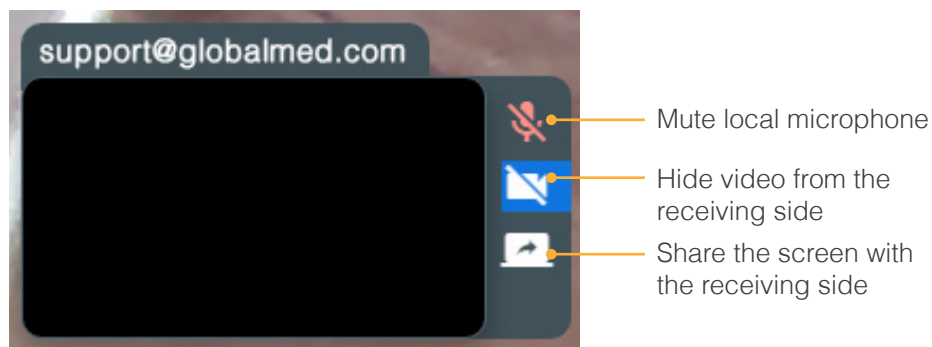 support@globalmed.com
Mute local microphone
Hide video from the
receiving side
Share the screen with
the receiving side